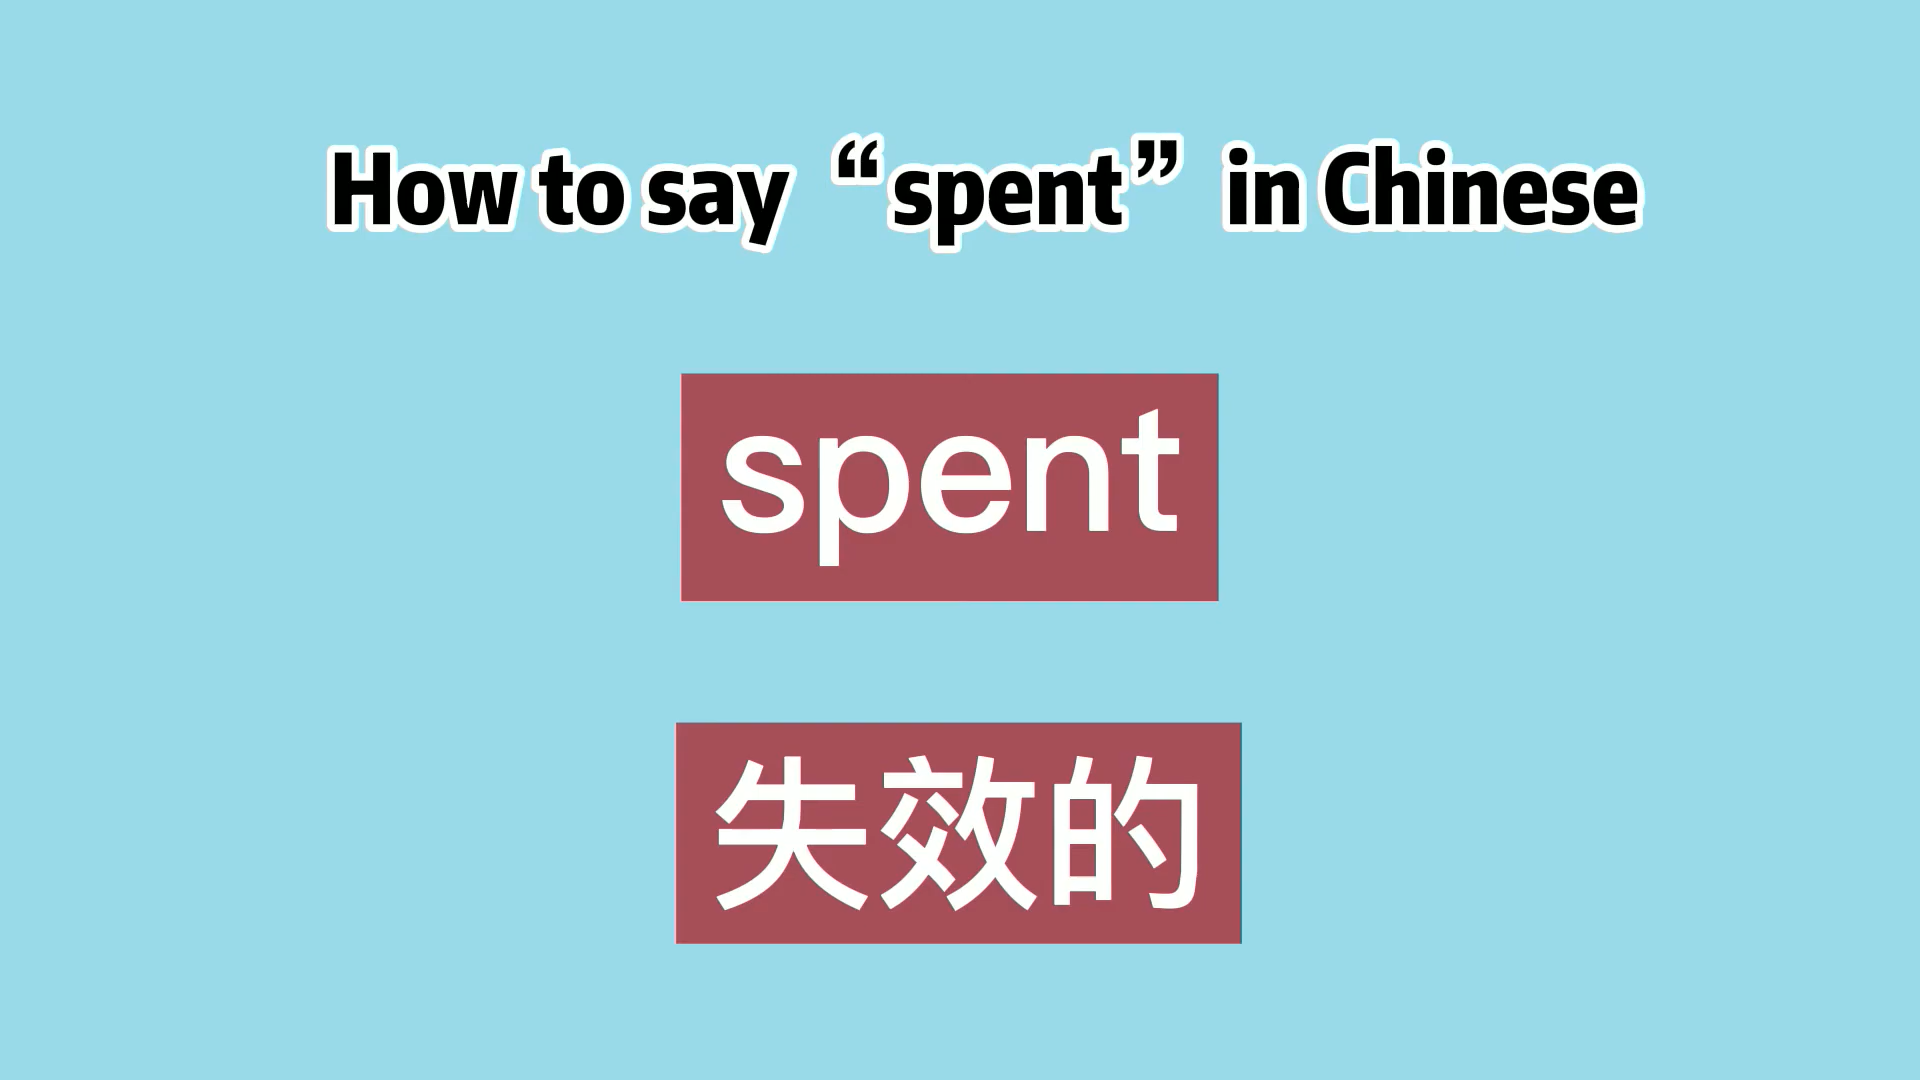 How to say “spent” in Chinese
spent
失效的